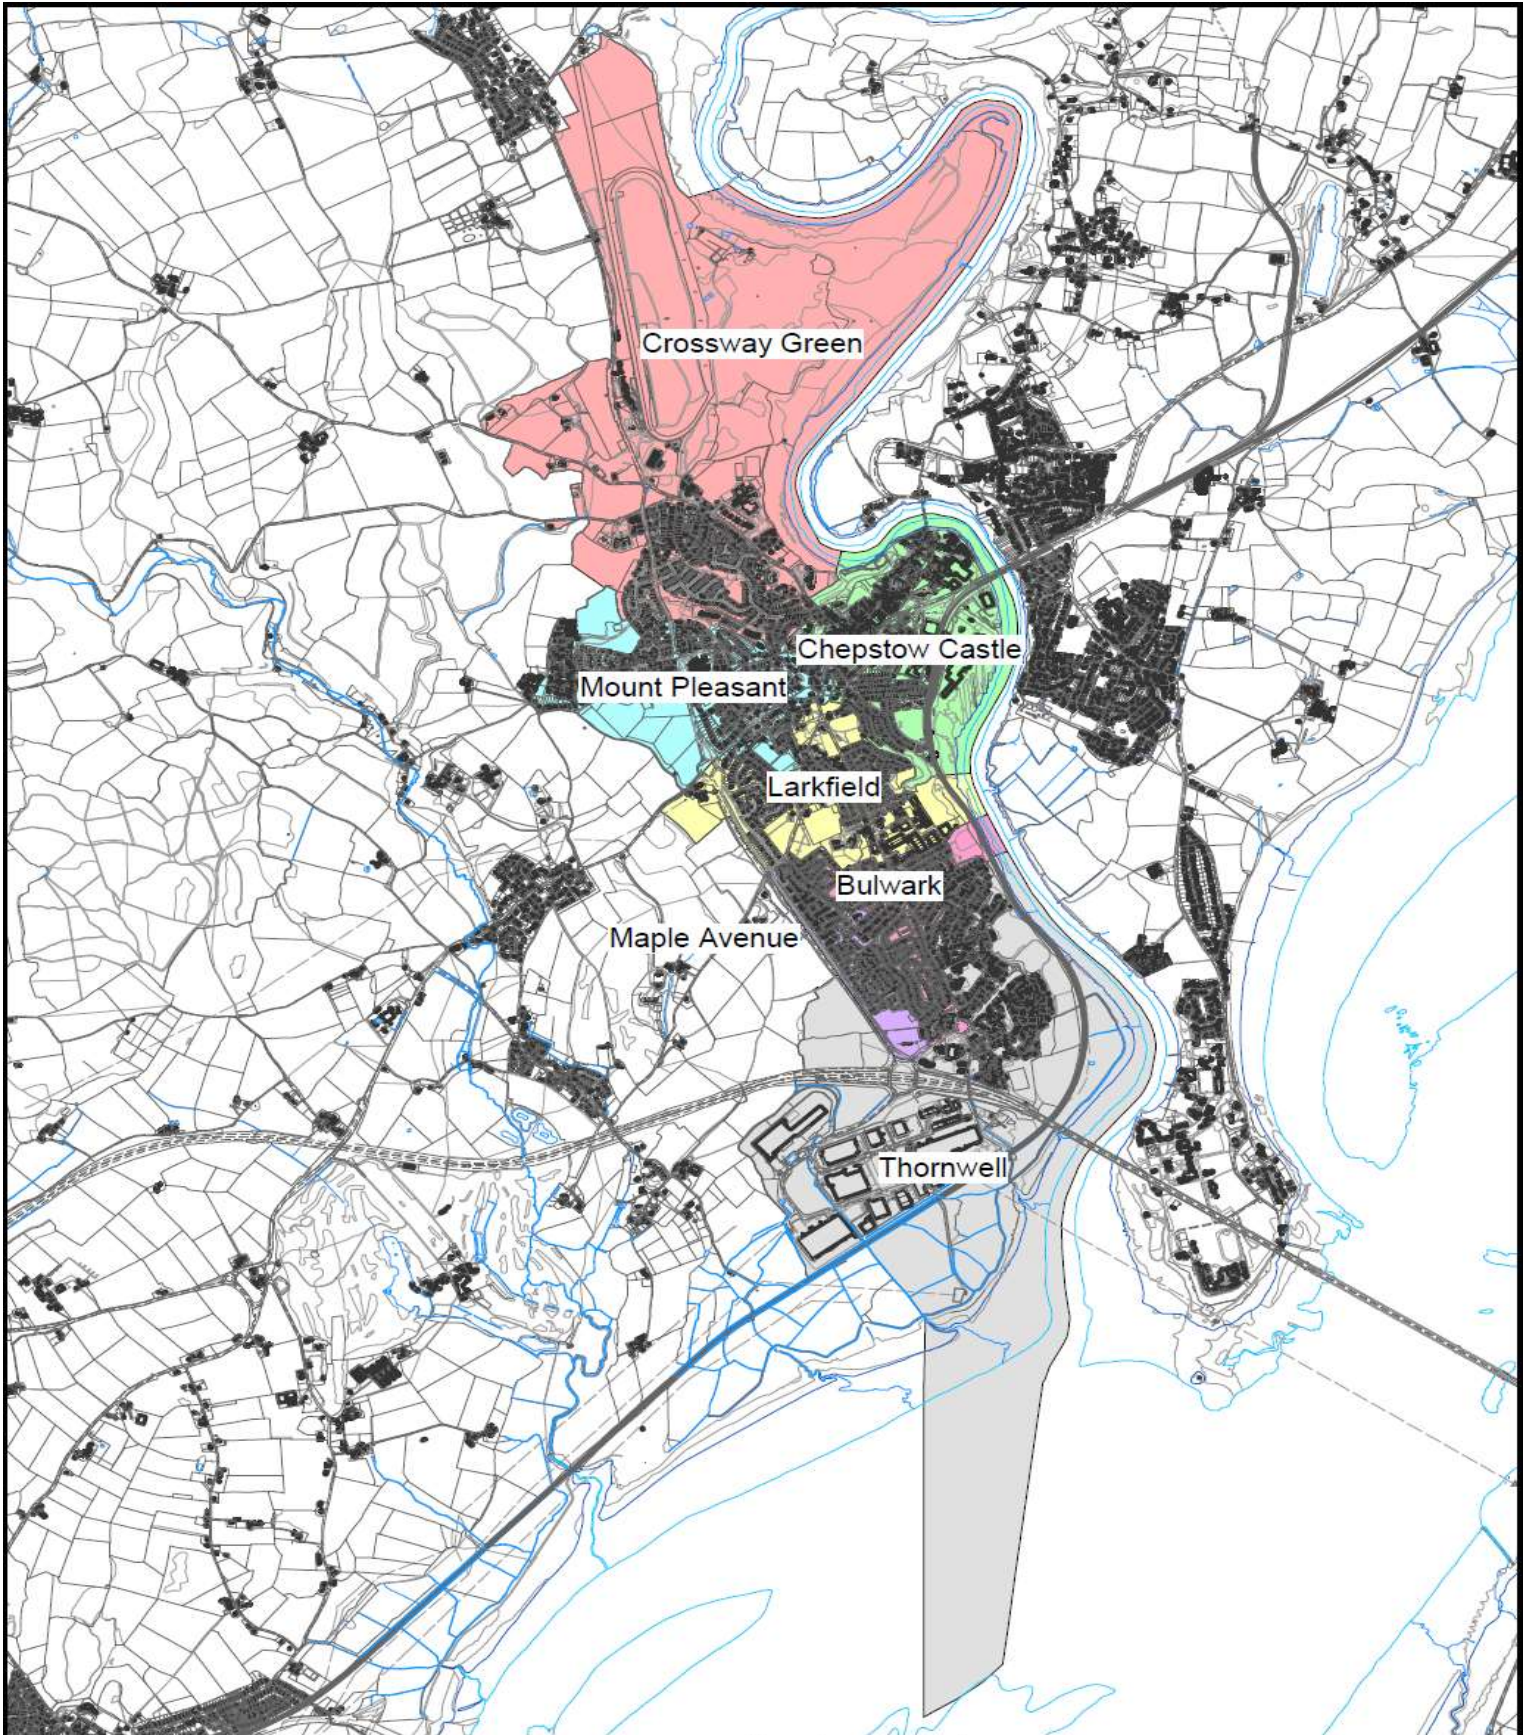 Crossway Green
Chepstow Castle
Mount Pleasant
Larkfield
Bulwark
Maple Avenue
Thornwell